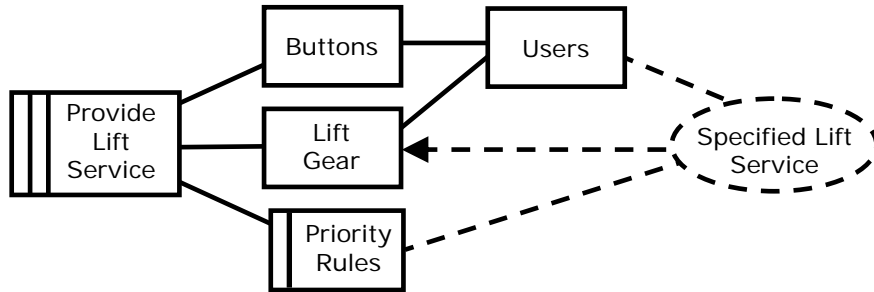 Buttons
Users
Provide
Lift
Service
Lift
Gear
Specified Lift
Service
Priority
Rules